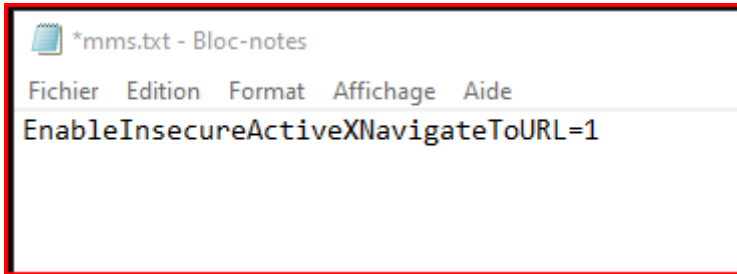 *mms.txt - Bloc-notes
Fichier Edition Format Affichage Aide
EnableInsecureActiveXNavigateToURL=1